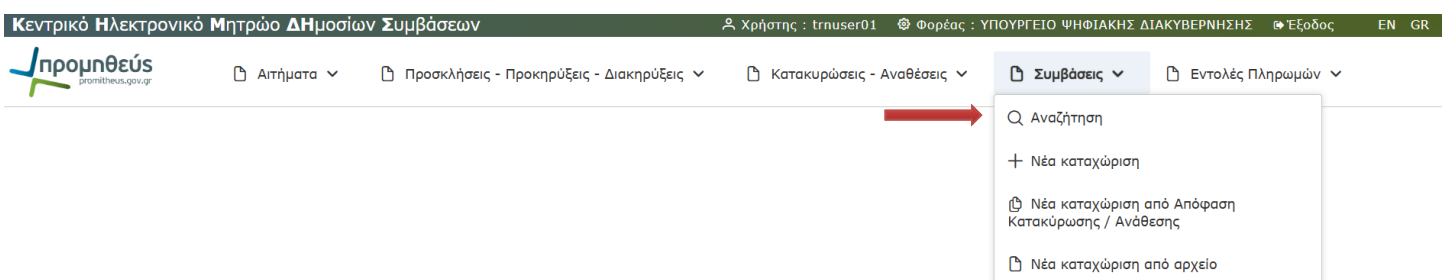 Κεντρικό Ηλεκτρονικό Μητρώο ΔΗμοσίων Συμβάσεων Χρήστης : trnuser01 Φορέας : ΥΠΟΥΡΓΕΙΟ ΨΗΦΙΑΚΗΣ ΔΙΑΚΥΒΕΡΝΗΣΗΣ Έξοδος EN GR
προμηθεύs
promitheus.gov.gr
Αιτήματα Προσκλήσεις - Προκηρύξεις - Διακηρύξεις Κατακυρώσεις - Αναθέσεις Συμβάσεις Εντολές Πληρωμών
Αναζήτηση
Νέα καταχώριση
Νέα καταχώριση από Απόφαση
Κατακύρωσης / Ανάθεσης
Νέα καταχώριση από αρχείο